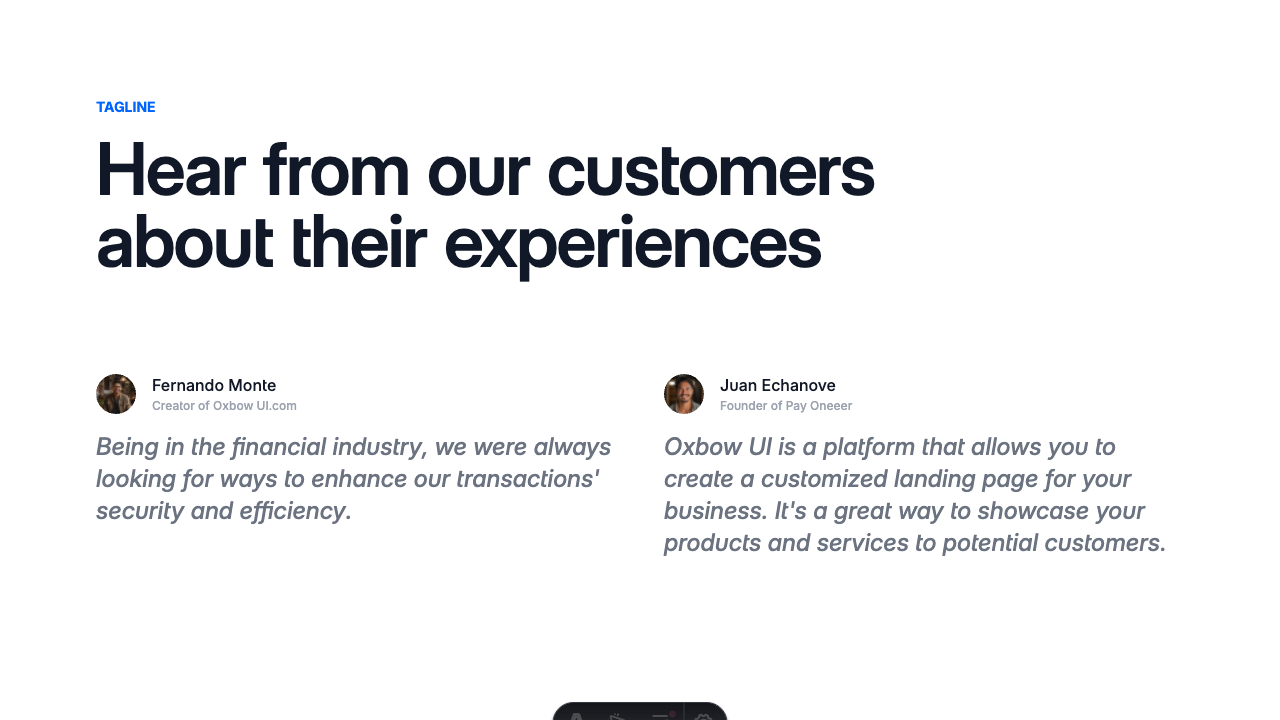 TAGLINE
Hear from our customers
about their experiences
Fernando Monte
Creator of Oxbow UI.com
Being in the financial industry, we were always
looking for ways to enhance our transactions'
security and efficiency.
Juan Echanove
Founder of Pay Oneeer
Oxbow UI is a platform that allows you to
create a customized landing page for your
business. It's a great way to showcase your
products and services to potential customers.